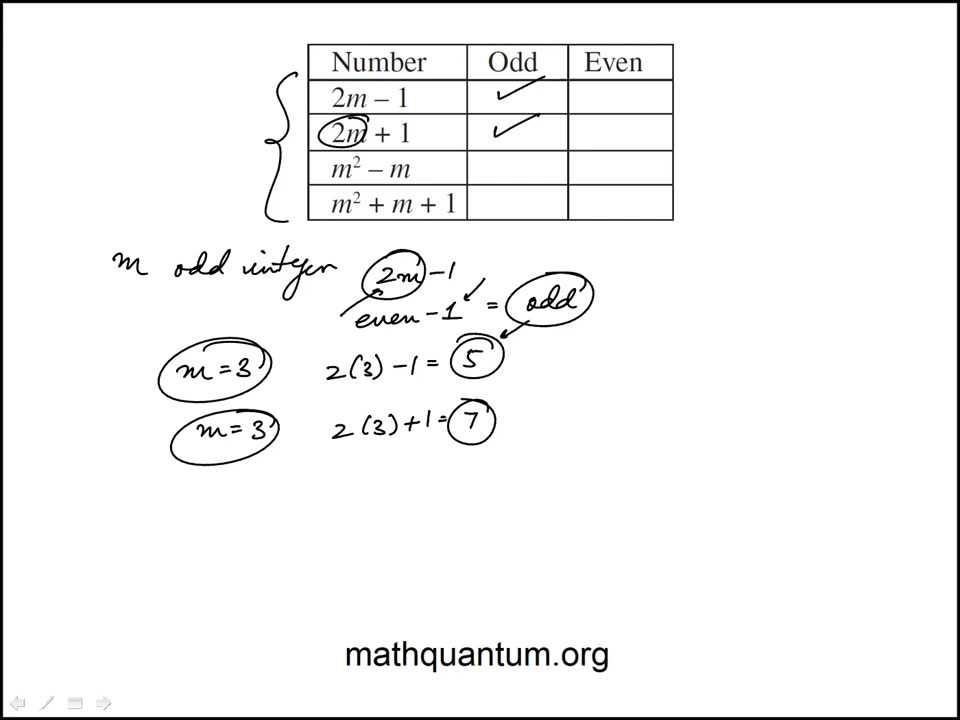 Number Odd Even
2m – 1 ✓
2m + 1 ✓
m² – m
m² + m + 1
m odd integer 2m - 1
even - 1 = odd
m = 3 2(3) - 1 = 5
m = 3 2(3) + 1 = 7
mathquantum.org